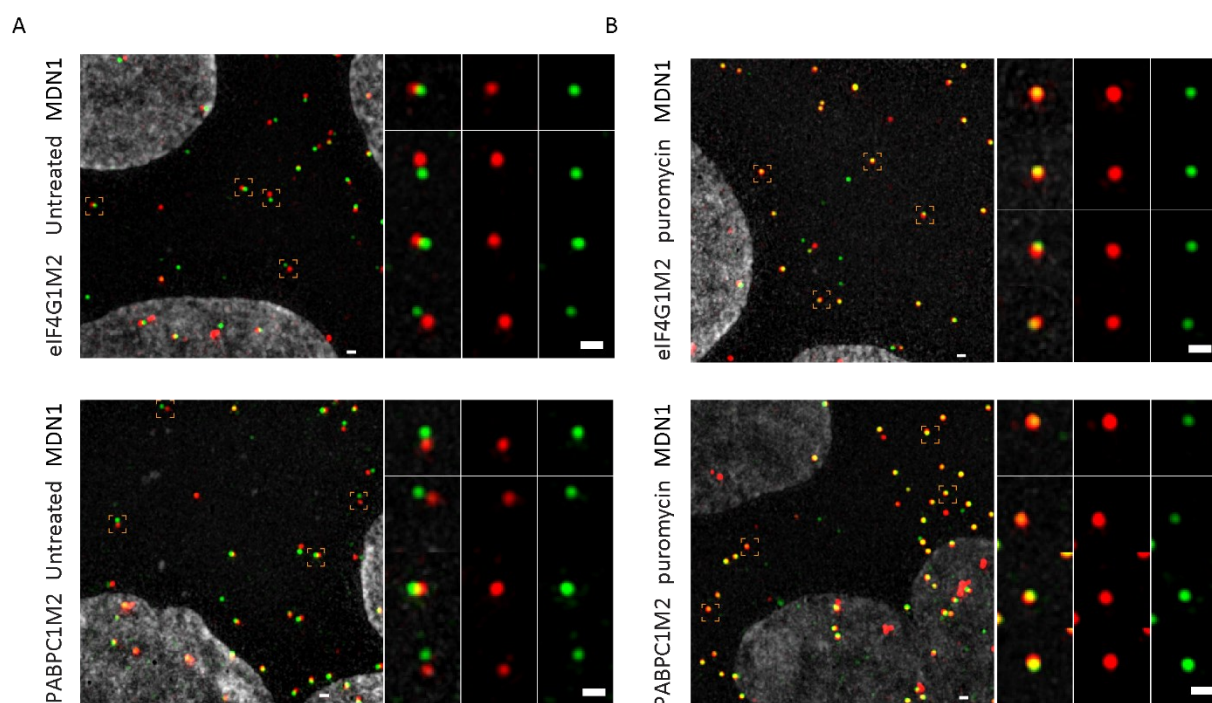 A
B
eIF4G1M2 Untreated MDN1
eIF4G1M2 puromycin MDN1
PABPC1M2 Untreated MDN1
PABPC1M2 puromycin MDN1